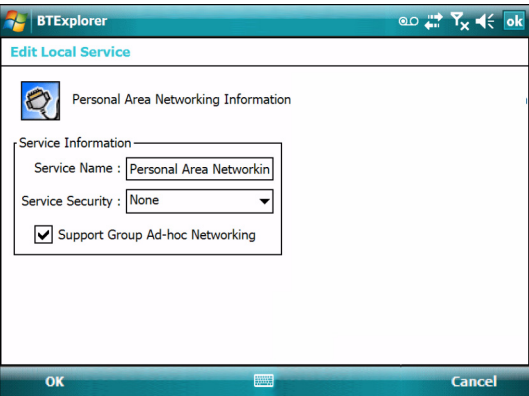 BTExplorer
ok
Edit Local Service
Personal Area Networking Information
Service Information
Service Name : Personal Area Networkin
Service Security : None
Support Group Ad-hoc Networking
OK
Cancel